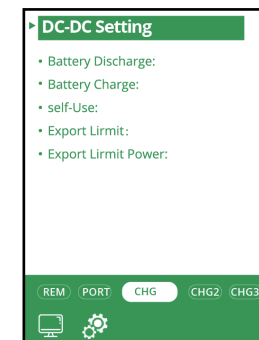 DC-DC Setting
• Battery Discharge:
• Battery Charge:
• self-Use:
• Export Lirmit：
• Export Lirmit Power:
REM PORT CHG CHG2 CHG3